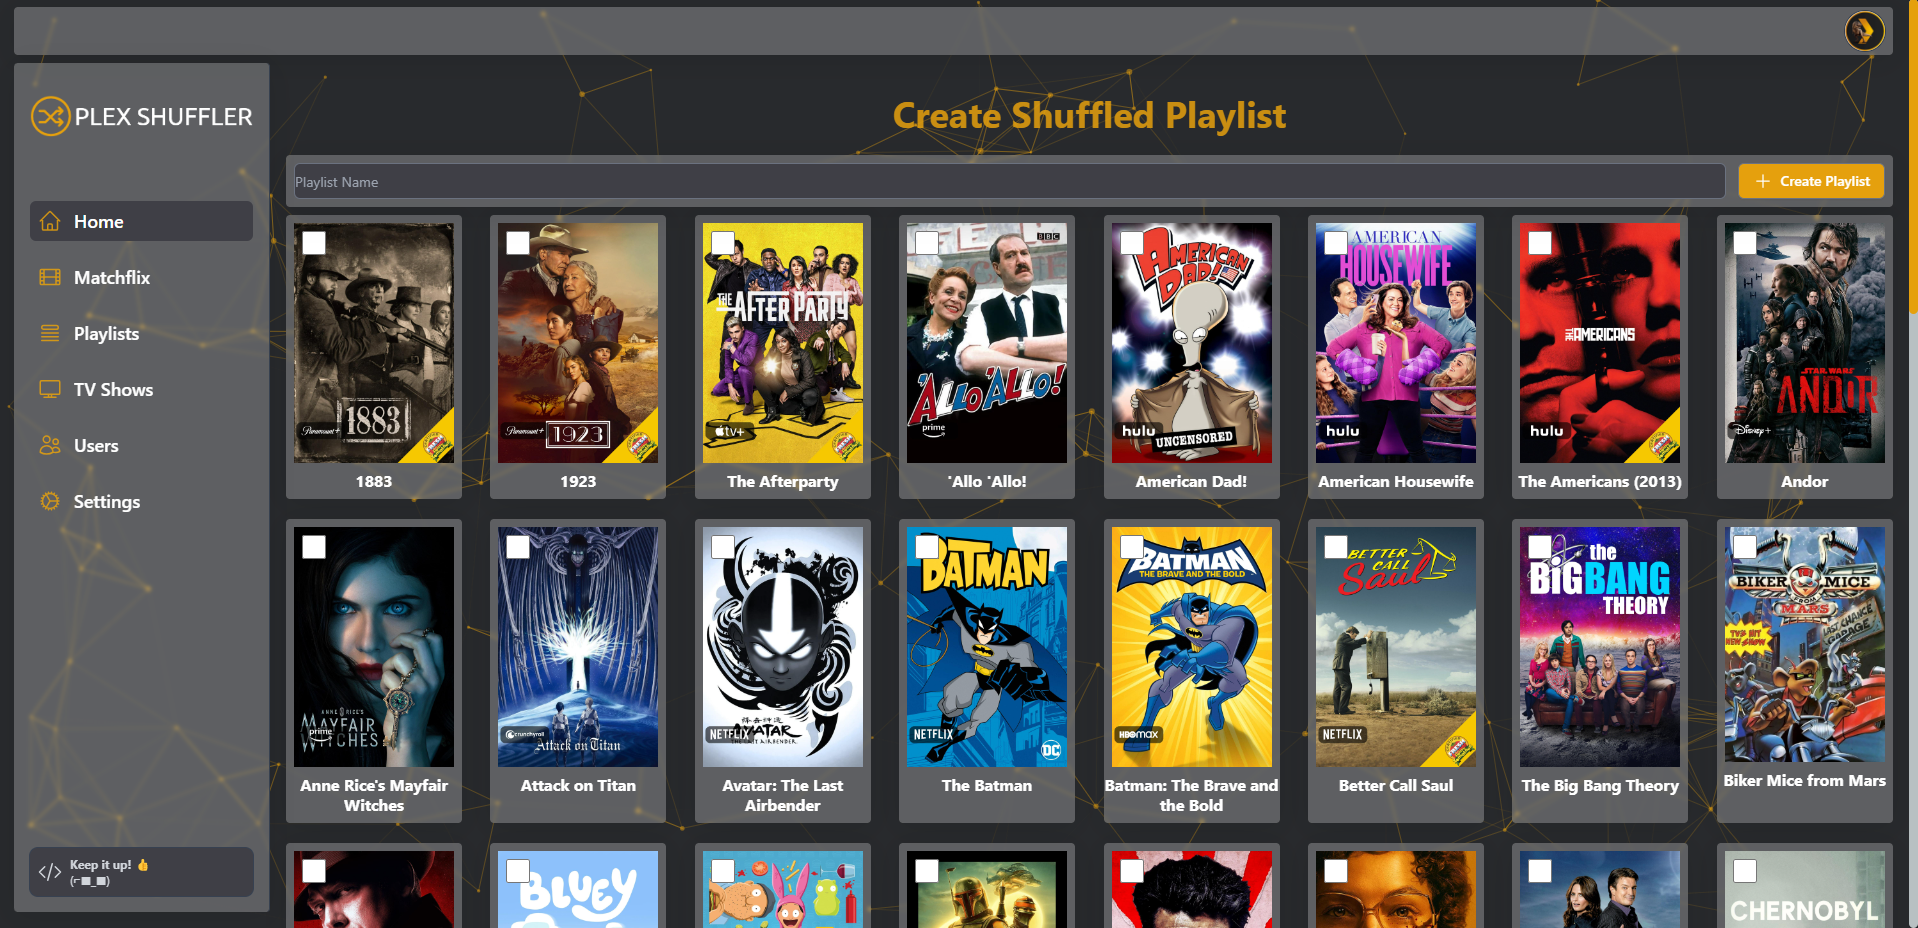 PLEX SHUFFLER
Create Shuffled Playlist
Playlist Name
Create Playlist
Home
Matchflix
Playlists
TV Shows
Users
Settings
Keep it up! 👍
(⌐■_■)
Paramount+
1883
1883
Paramount+
1923
1923
THE AFTERPARTY
tv+
The Afterparty
BBC
'ALLO 'ALLO!
prime
'Allo 'Allo!
AMERICAN DAD!
hulu
UNCENSORED
American Dad!
AMERICAN HOUSEWIFE
hulu
American Housewife
THE AMERICANS
hulu
The Americans (2013)
STAR WARS
ANDOR
Disney+
Andor
ANNE RICE'S
MAYFAIR
WITCHES
prime
Anne Rice's Mayfair
Witches
crunchyroll
Attack on Titan
Attack on Titan
NETFLIX
AVATAR
THE LAST AIRBENDER
Avatar: The Last
Airbender
BATMAN
NETFLIX
DC
The Batman
BATMAN
THE BRAVE AND THE BOLD
HBOmax
Batman: The Brave and
the Bold
BETTER
CALL
Saul
NETFLIX
Better Call Saul
the
BIG BANG
THEORY
The Big Bang Theory
BIKER MICE
FROM
MARS
LAST CHANCE
GARAGE
Biker Mice from Mars
BLUEY
CHERNOBYL